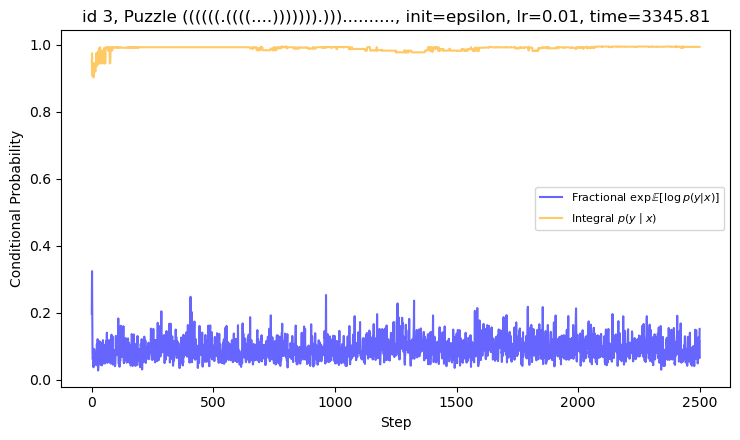 id 3, Puzzle ((((((.((((....))))))).))).........., init=epsilon, lr=0.01, time=3345.81
1.0
0.8
0.6
0.4
0.2
0.0
Conditional Probability
Fractional exp𝔼[log p(y|x)]
Integral p(y | x)
0 500 1000 1500 2000 2500
Step